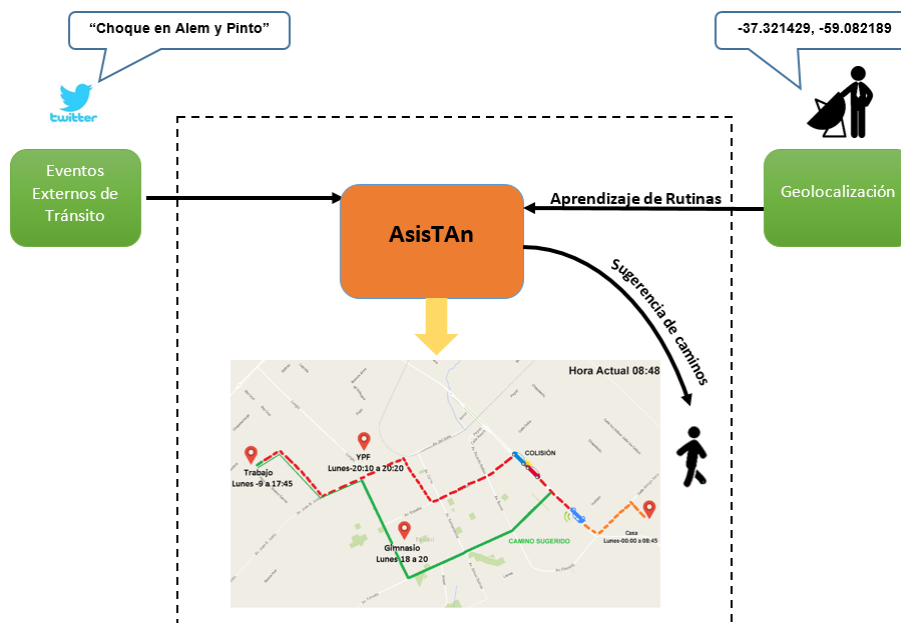 “Choque en Alem y Pinto”
-37.321429, -59.082189
twitter
Eventos
Externos de
Tránsito
Geolocalización
Aprendizaje de Rutinas
AsisTAn
Sugerencia de caminos
Hora Actual 08:48
YPF
Lunes-20:10 a 20:20
COLISIÓN
Trabajo
Lunes -9 a 17:45
Casa
Lunes-00:00 a 08:45
CAMINO SUGERIDO
Gimnasio
Lunes 18 a 20